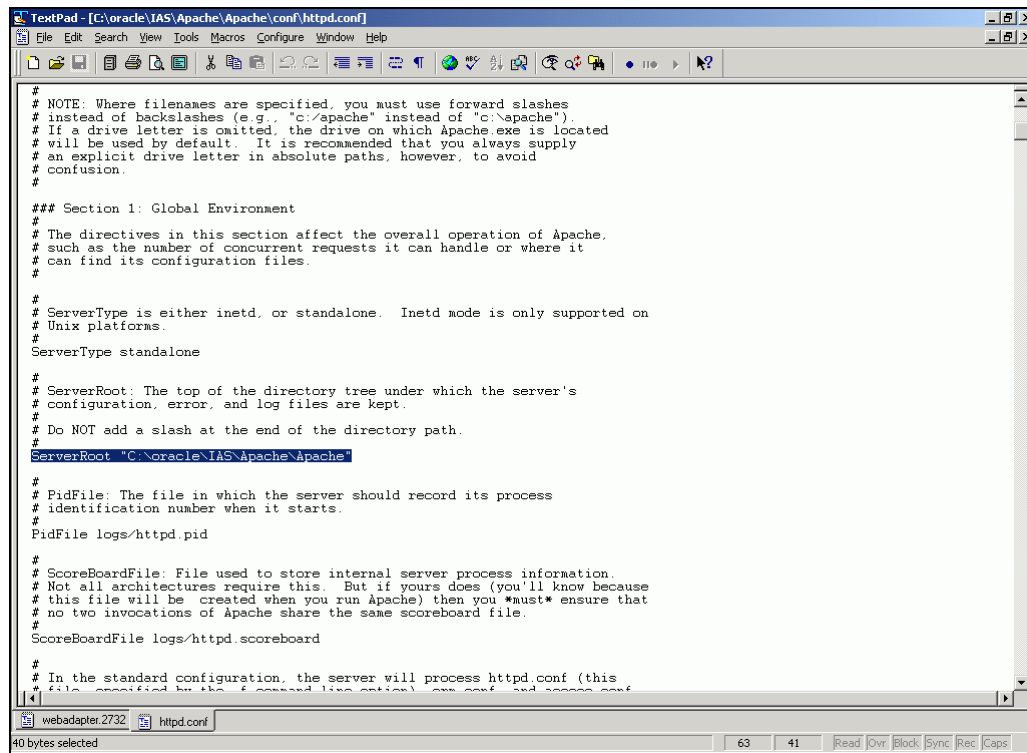 TextPad - [C:\oracle\IAS\Apache\Apache\conf\httpd.conf]
File Edit Search View Tools Macros Configure Window Help
#
# NOTE: Where filenames are specified, you must use forward slashes
# instead of backslashes (e.g., "c:/apache" instead of "c:\apache").
# If a drive letter is omitted, the drive on which Apache.exe is located
# will be used by default.  It is recommended that you always supply
# an explicit drive letter in absolute paths, however, to avoid
# confusion.
#
### Section 1: Global Environment
#
# The directives in this section affect the overall operation of Apache,
# such as the number of concurrent requests it can handle or where it
# can find its configuration files.
#
#
# ServerType is either inetd, or standalone.  Inetd mode is only supported on
# Unix platforms.
#
ServerType standalone
#
# ServerRoot: The top of the directory tree under which the server's
# configuration, error, and log files are kept.
#
# Do NOT add a slash at the end of the directory path.
#
ServerRoot "C:\oracle\IAS\Apache\Apache"
#
# PidFile: The file in which the server should record its process
# identification number when it starts.
#
PidFile logs/httpd.pid
#
# ScoreBoardFile: File used to store internal server process information.
# Not all architectures require this.  But if yours does (you'll know because
# this file will be  created when you run Apache) then you *must* ensure that
# no two invocations of Apache share the same scoreboard file.
#
ScoreBoardFile logs/httpd.scoreboard
#
# In the standard configuration, the server will process httpd.conf (this
# file, specified by the -f command line option), srm.conf, and access.conf
webadapter.2732 httpd.conf
40 bytes selected 63 41 Read Ovr Block Sync Rec Caps